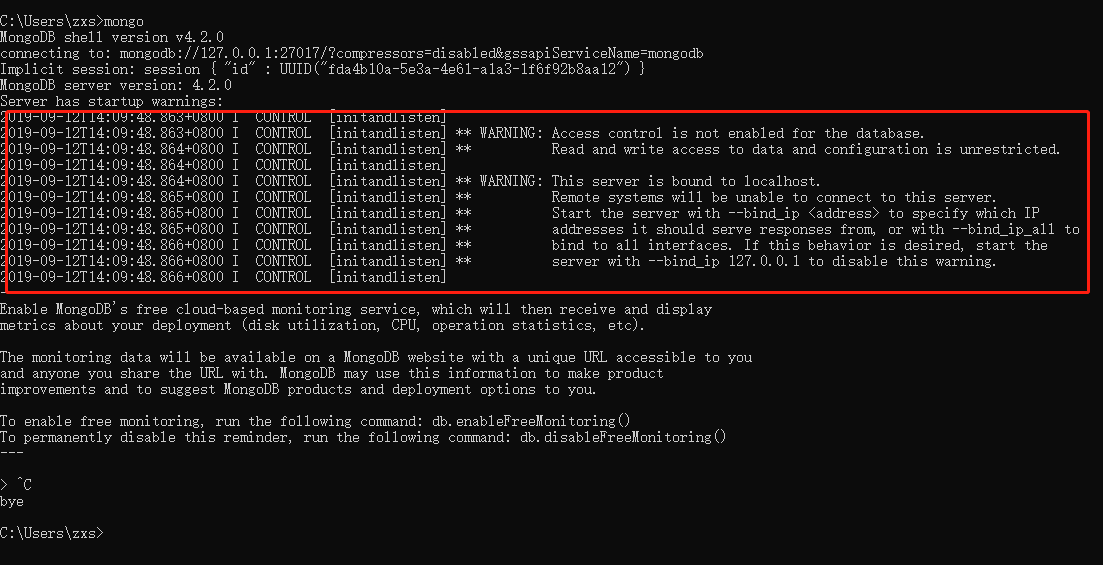 C:\Users\zxs>mongo
MongoDB shell version v4.2.0
connecting to: mongodb://127.0.0.1:27017/?compressors=disabled&gssapiServiceName=mongodb
Implicit session: session { "id" : UUID("fda4b10a-5e3a-4e61-a1a3-1f6f92b8aa12") }
MongoDB server version: 4.2.0
Server has startup warnings:
2019-09-12T14:09:48.863+0800 I  CONTROL  [initandlisten]
2019-09-12T14:09:48.863+0800 I  CONTROL  [initandlisten] ** WARNING: Access control is not enabled for the database.
2019-09-12T14:09:48.864+0800 I  CONTROL  [initandlisten] **          Read and write access to data and configuration is unrestricted.
2019-09-12T14:09:48.864+0800 I  CONTROL  [initandlisten]
2019-09-12T14:09:48.864+0800 I  CONTROL  [initandlisten] ** WARNING: This server is bound to localhost.
2019-09-12T14:09:48.865+0800 I  CONTROL  [initandlisten] **          Remote systems will be unable to connect to this server.
2019-09-12T14:09:48.865+0800 I  CONTROL  [initandlisten] **          Start the server with --bind_ip <address> to specify which IP
2019-09-12T14:09:48.865+0800 I  CONTROL  [initandlisten] **          addresses it should serve responses from, or with --bind_ip_all to
2019-09-12T14:09:48.866+0800 I  CONTROL  [initandlisten] **          bind to all interfaces. If this behavior is desired, start the
2019-09-12T14:09:48.866+0800 I  CONTROL  [initandlisten] **          server with --bind_ip 127.0.0.1 to disable this warning.
2019-09-12T14:09:48.866+0800 I  CONTROL  [initandlisten]
Enable MongoDB's free cloud-based monitoring service, which will then receive and display
metrics about your deployment (disk utilization, CPU, operation statistics, etc).
The monitoring data will be available on a MongoDB website with a unique URL accessible to you
and anyone you share the URL with. MongoDB may use this information to make product
improvements and to suggest MongoDB products and deployment options to you.
To enable free monitoring, run the following command: db.enableFreeMonitoring()
To permanently disable this reminder, run the following command: db.disableFreeMonitoring()
---
> ^C
bye
C:\Users\zxs>